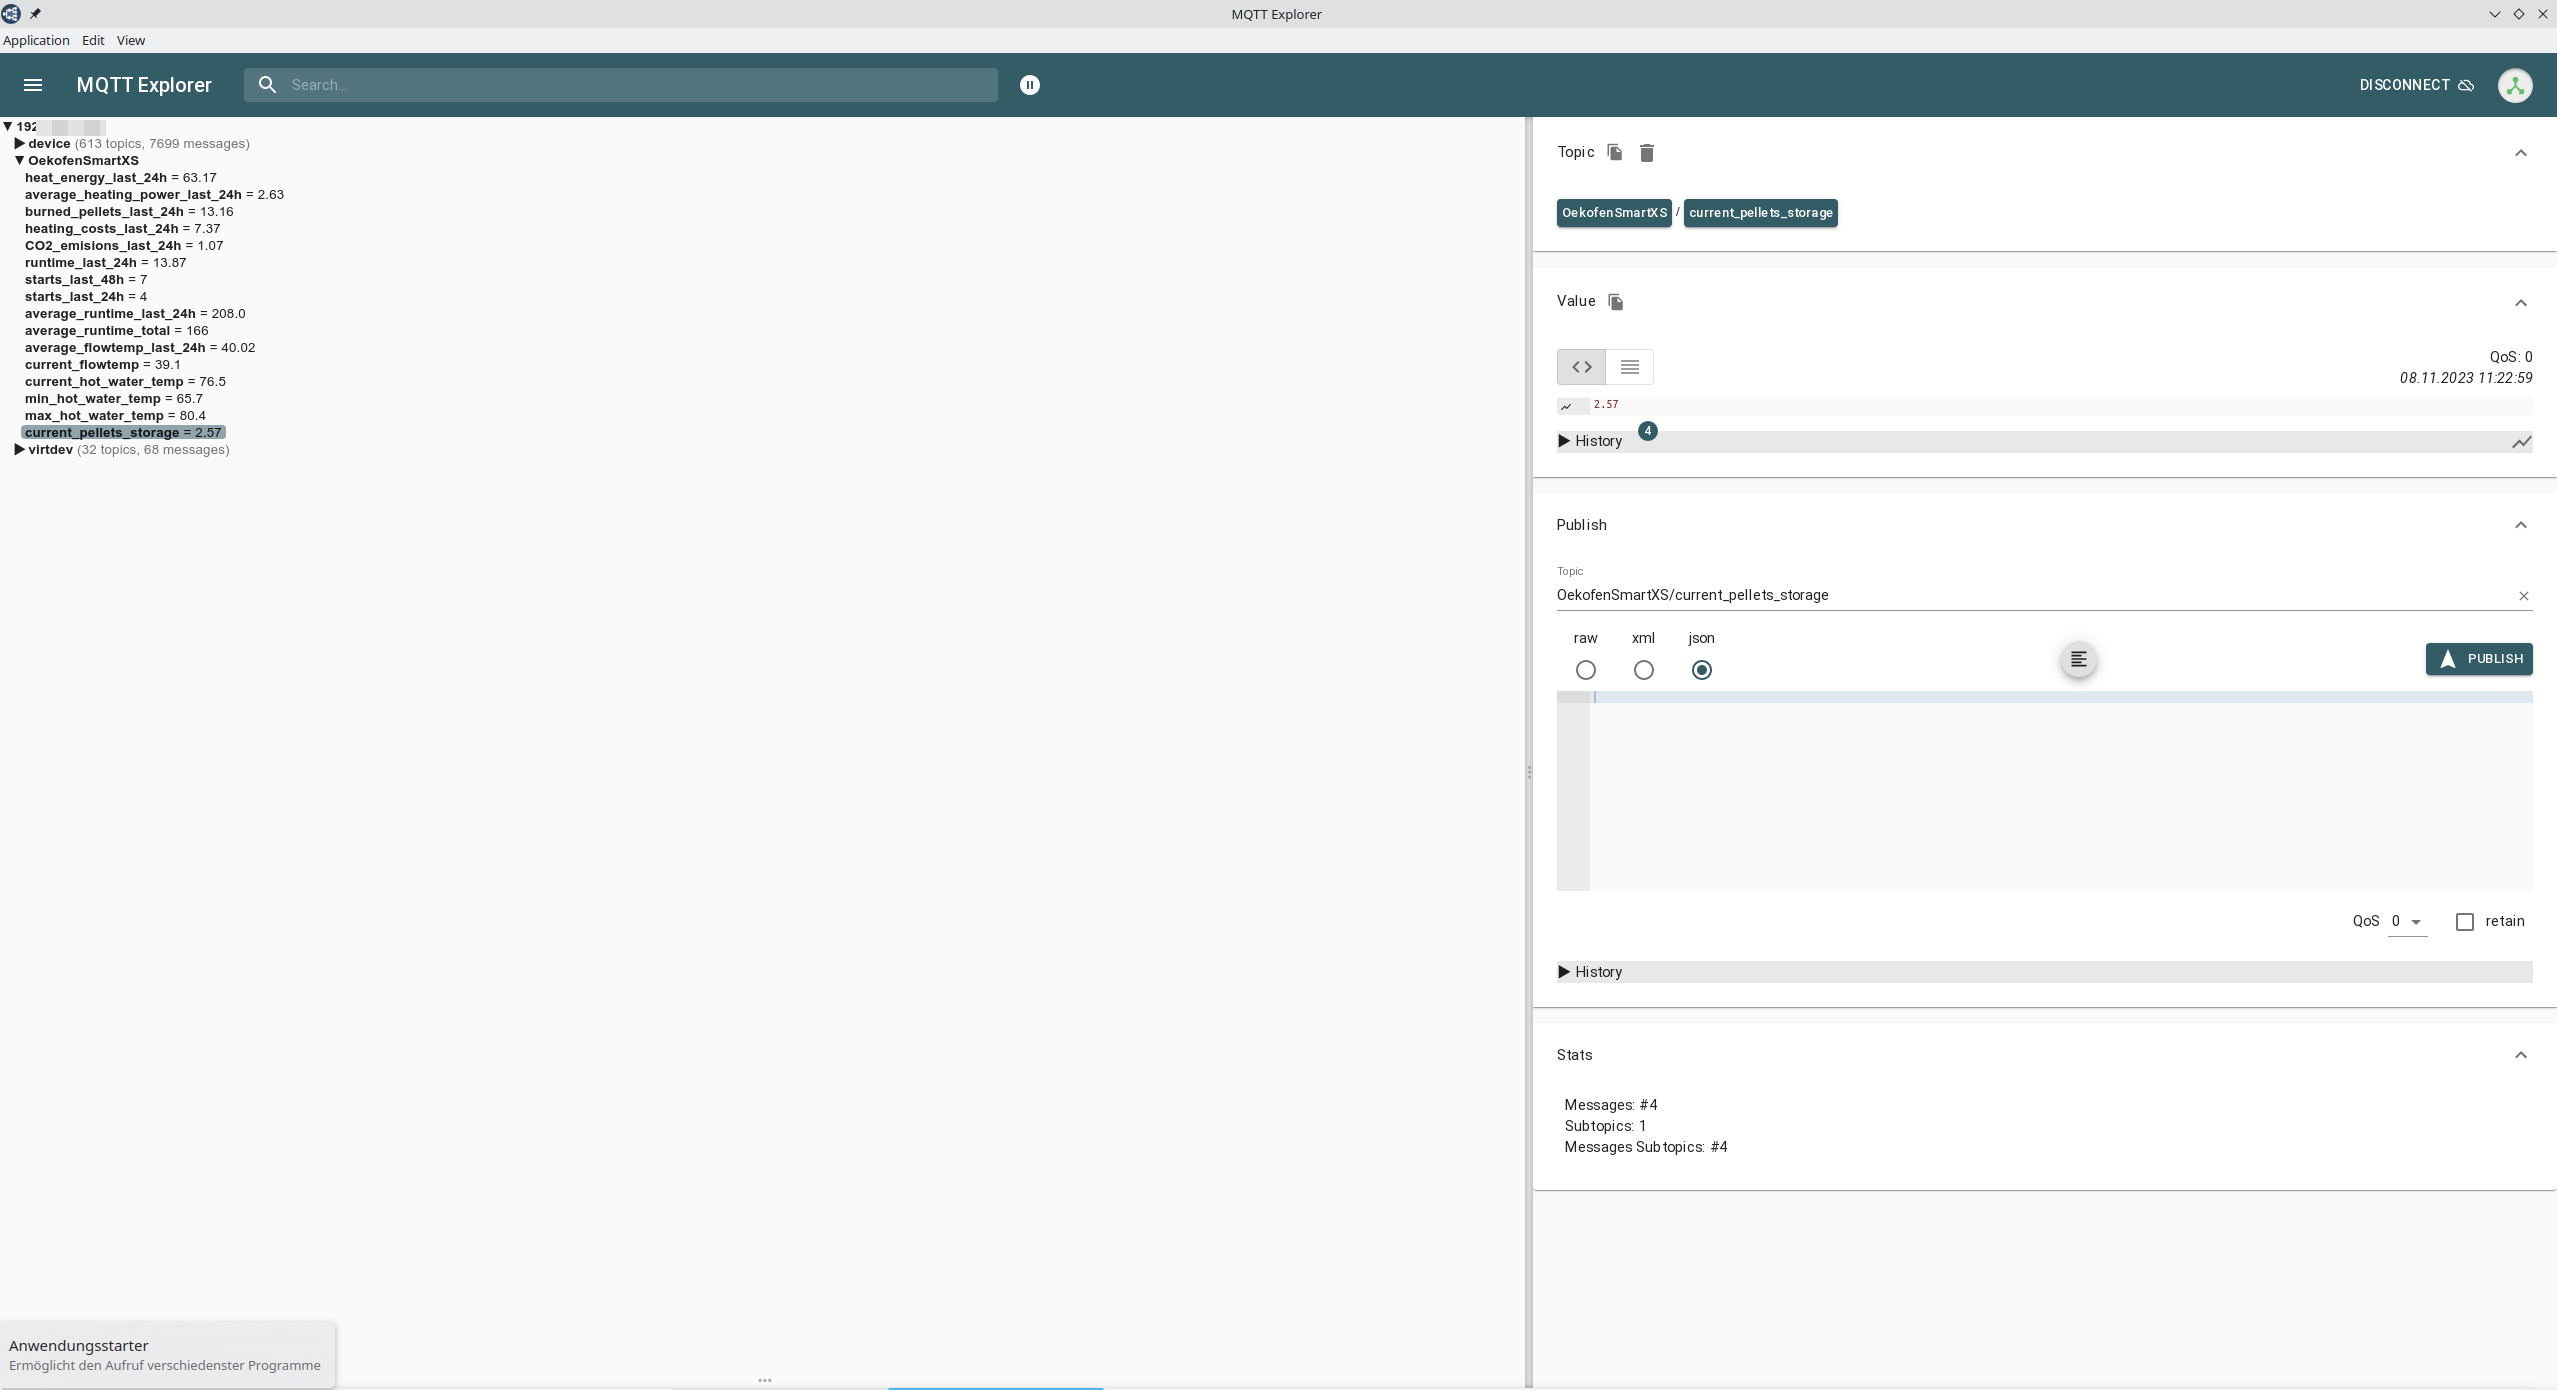 MQTT Explorer
Application Edit View
MQTT Explorer
Search...
DISCONNECT
▼ 192
▶ device (613 topics, 7699 messages)
▼ OekofenSmartXS
heat_energy_last_24h = 63.17
average_heating_power_last_24h = 2.63
burned_pellets_last_24h = 13.16
heating_costs_last_24h = 7.37
CO2_emisions_last_24h = 1.07
runtime_last_24h = 13.87
starts_last_48h = 7
starts_last_24h = 4
average_runtime_last_24h = 208.0
average_runtime_total = 166
average_flowtemp_last_24h = 40.02
current_flowtemp = 39.1
current_hot_water_temp = 76.5
min_hot_water_temp = 65.7
max_hot_water_temp = 80.4
current_pellets_storage = 2.57
▶ virtdev (32 topics, 68 messages)
Topic
OekofenSmartXS / current_pellets_storage
Value
QoS: 0
08.11.2023 11:22:59
2.57
▶ History 4
Publish
Topic
OekofenSmartXS/current_pellets_storage
raw xml json
PUBLISH
QoS 0 retain
▶ History
Stats
Messages: #4
Subtopics: 1
Messages Subtopics: #4
Anwendungsstarter
Ermöglicht den Aufruf verschiedenster Programme